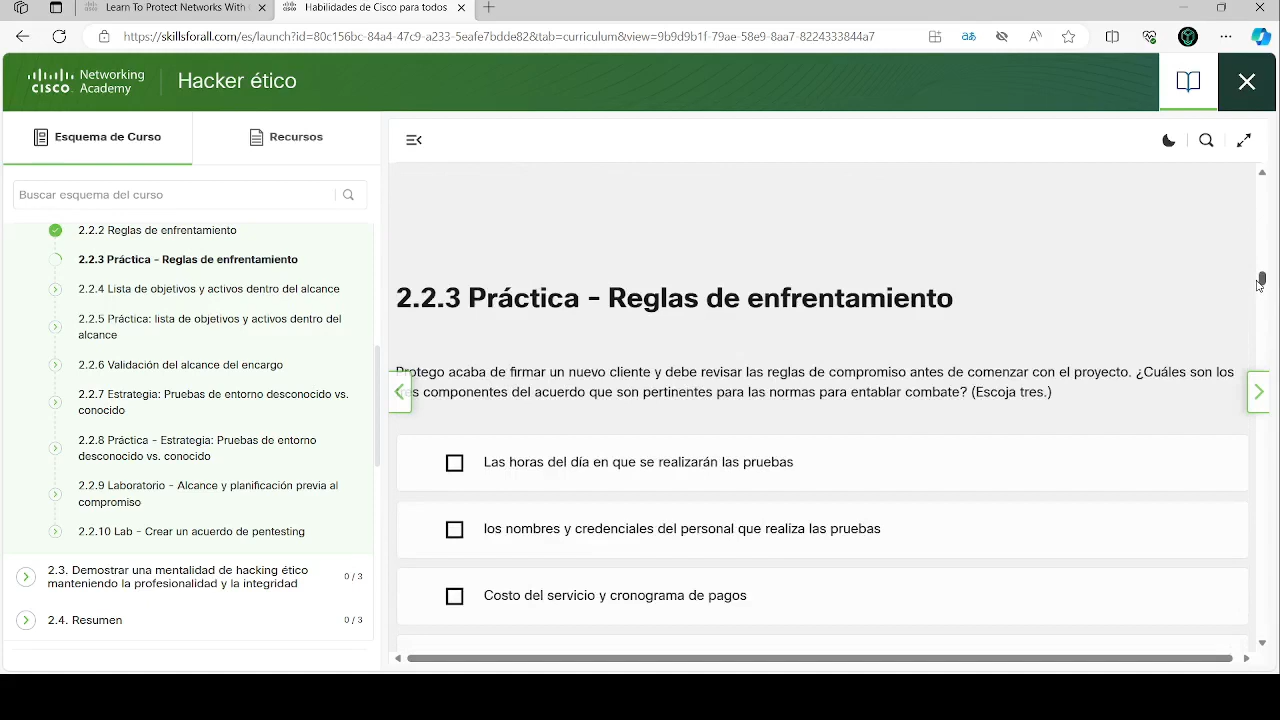 Learn To Protect Networks With
Habilidades de Cisco para todos
https://skillsforall.com/es/launch?id=80c156bc-84a4-47c9-a233-5eafe7bdde82&tab=curriculum&view=9b9d9b1f-79ae-58e9-8aa7-8224333844a7
Networking
CISCO Academy
Hacker ético
Esquema de Curso
Recursos
Buscar esquema del curso
2.2.2 Reglas de enfrentamiento
2.2.3 Práctica - Reglas de enfrentamiento
2.2.4 Lista de objetivos y activos dentro del alcance
2.2.5 Práctica: lista de objetivos y activos dentro del
alcance
2.2.6 Validación del alcance del encargo
2.2.7 Estrategia: Pruebas de entorno desconocido vs.
conocido
2.2.8 Práctica - Estrategia: Pruebas de entorno
desconocido vs. conocido
2.2.9 Laboratorio - Alcance y planificación previa al
compromiso
2.2.10 Lab - Crear un acuerdo de pentesting
2.3. Demostrar una mentalidad de hacking ético
manteniendo la profesionalidad y la integridad
0 / 3
2.4. Resumen
0 / 3
2.2.3 Práctica - Reglas de enfrentamiento
Protego acaba de firmar un nuevo cliente y debe revisar las reglas de compromiso antes de comenzar con el proyecto. ¿Cuáles son los
componentes del acuerdo que son pertinentes para las normas para entablar combate? (Escoja tres.)
Las horas del día en que se realizarán las pruebas
los nombres y credenciales del personal que realiza las pruebas
Costo del servicio y cronograma de pagos